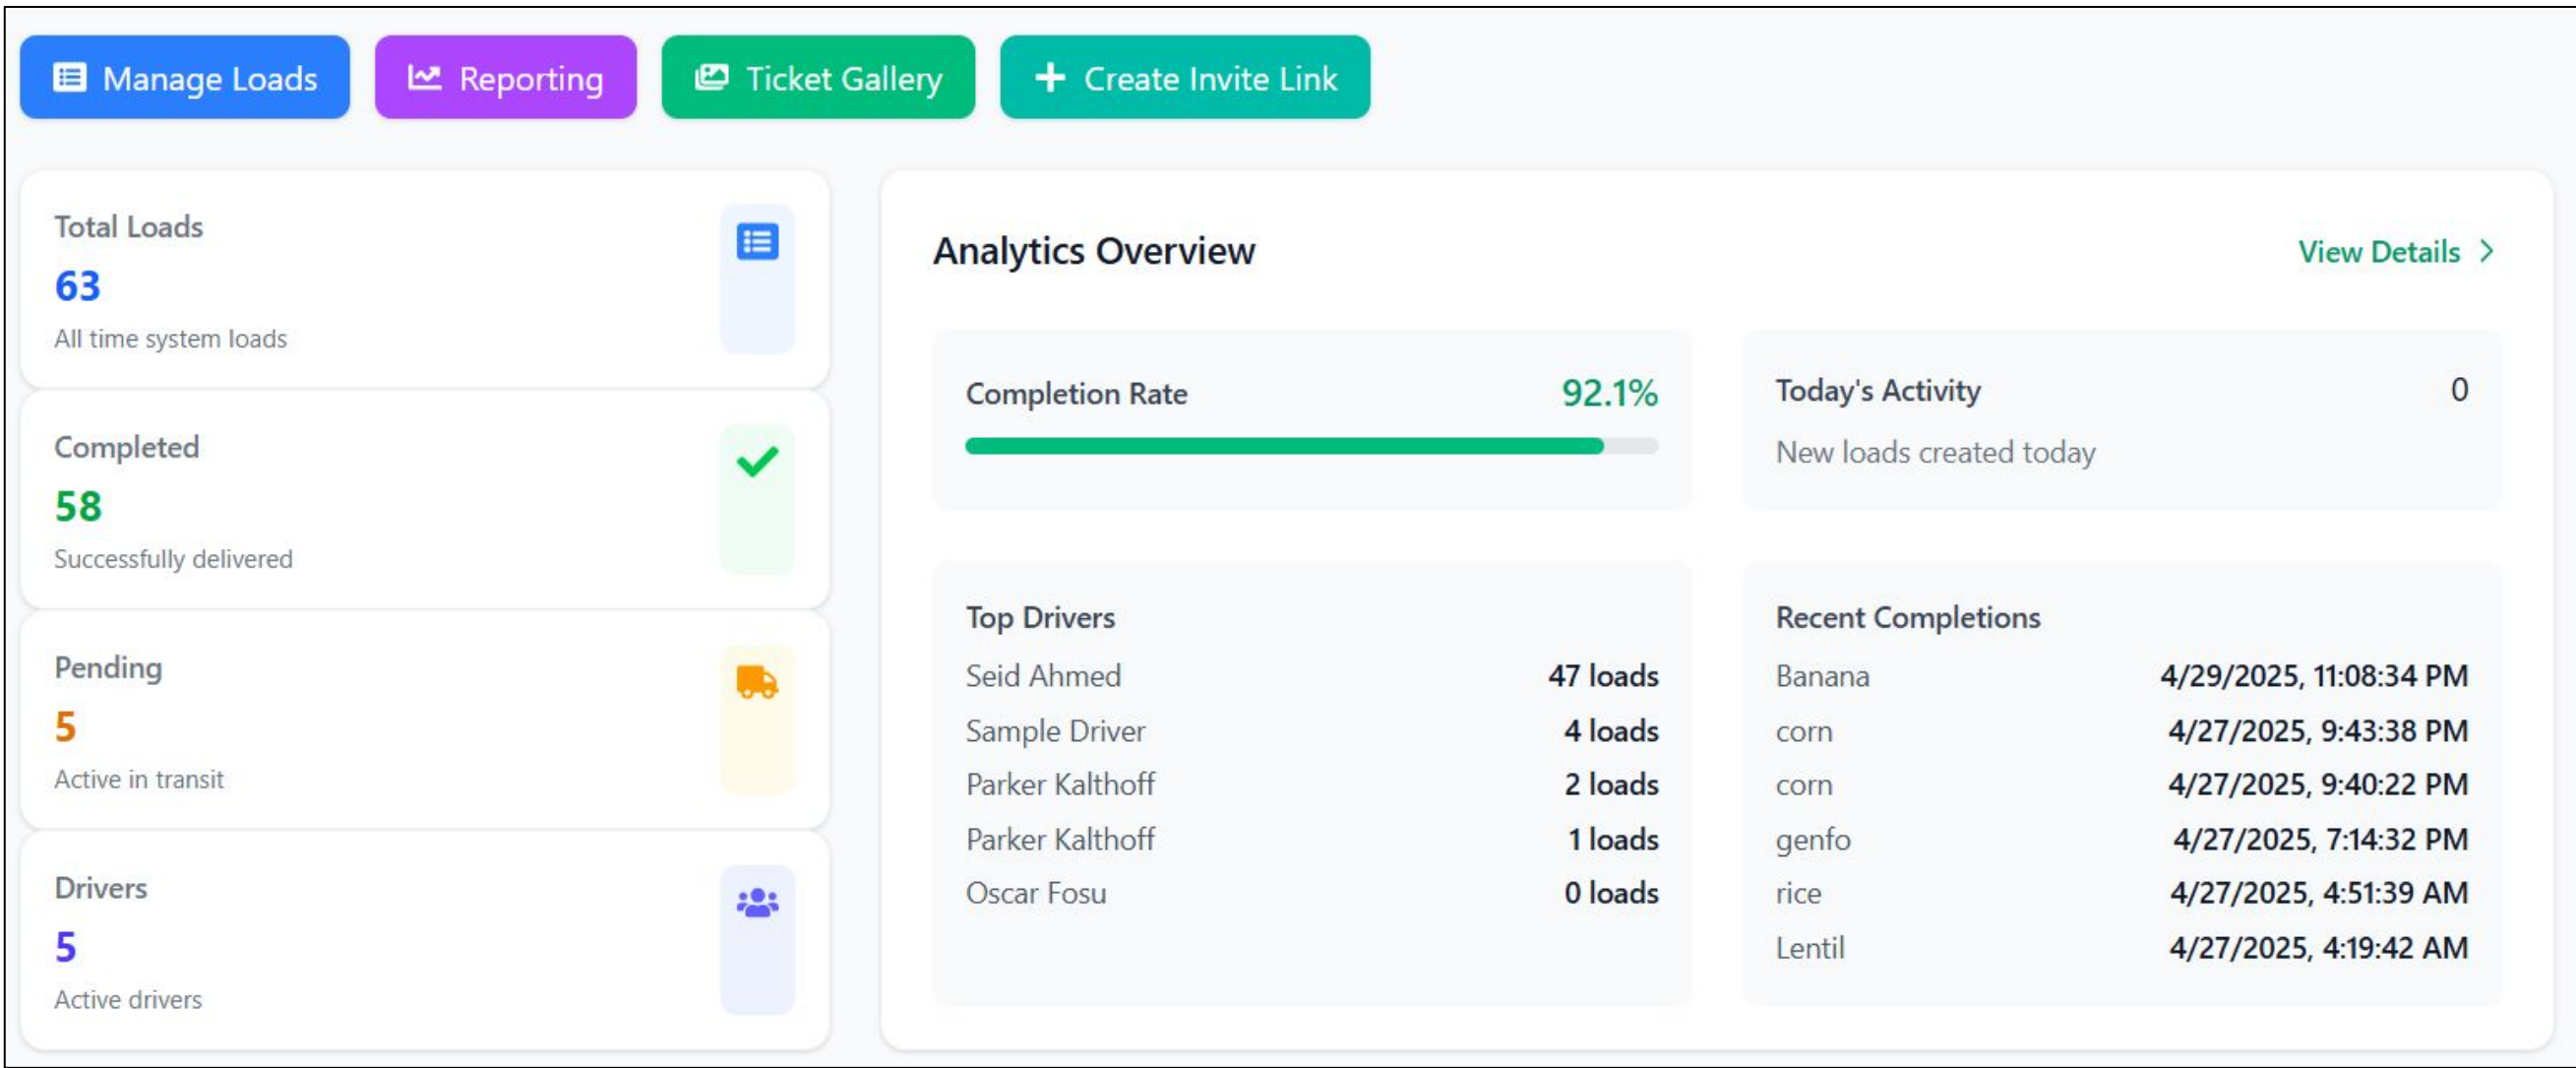 Manage Loads
Reporting
Ticket Gallery
Create Invite Link
Total Loads
63
All time system loads
Completed
58
Successfully delivered
Pending
5
Active in transit
Drivers
5
Active drivers
Analytics Overview
View Details
Completion Rate 92.1%
Today's Activity 0
New loads created today
Top Drivers
Seid Ahmed 47 loads
Sample Driver 4 loads
Parker Kalthoff 2 loads
Parker Kalthoff 1 loads
Oscar Fosu 0 loads
Recent Completions
Banana 4/29/2025, 11:08:34 PM
corn 4/27/2025, 9:43:38 PM
corn 4/27/2025, 9:40:22 PM
genfo 4/27/2025, 7:14:32 PM
rice 4/27/2025, 4:51:39 AM
Lentil 4/27/2025, 4:19:42 AM